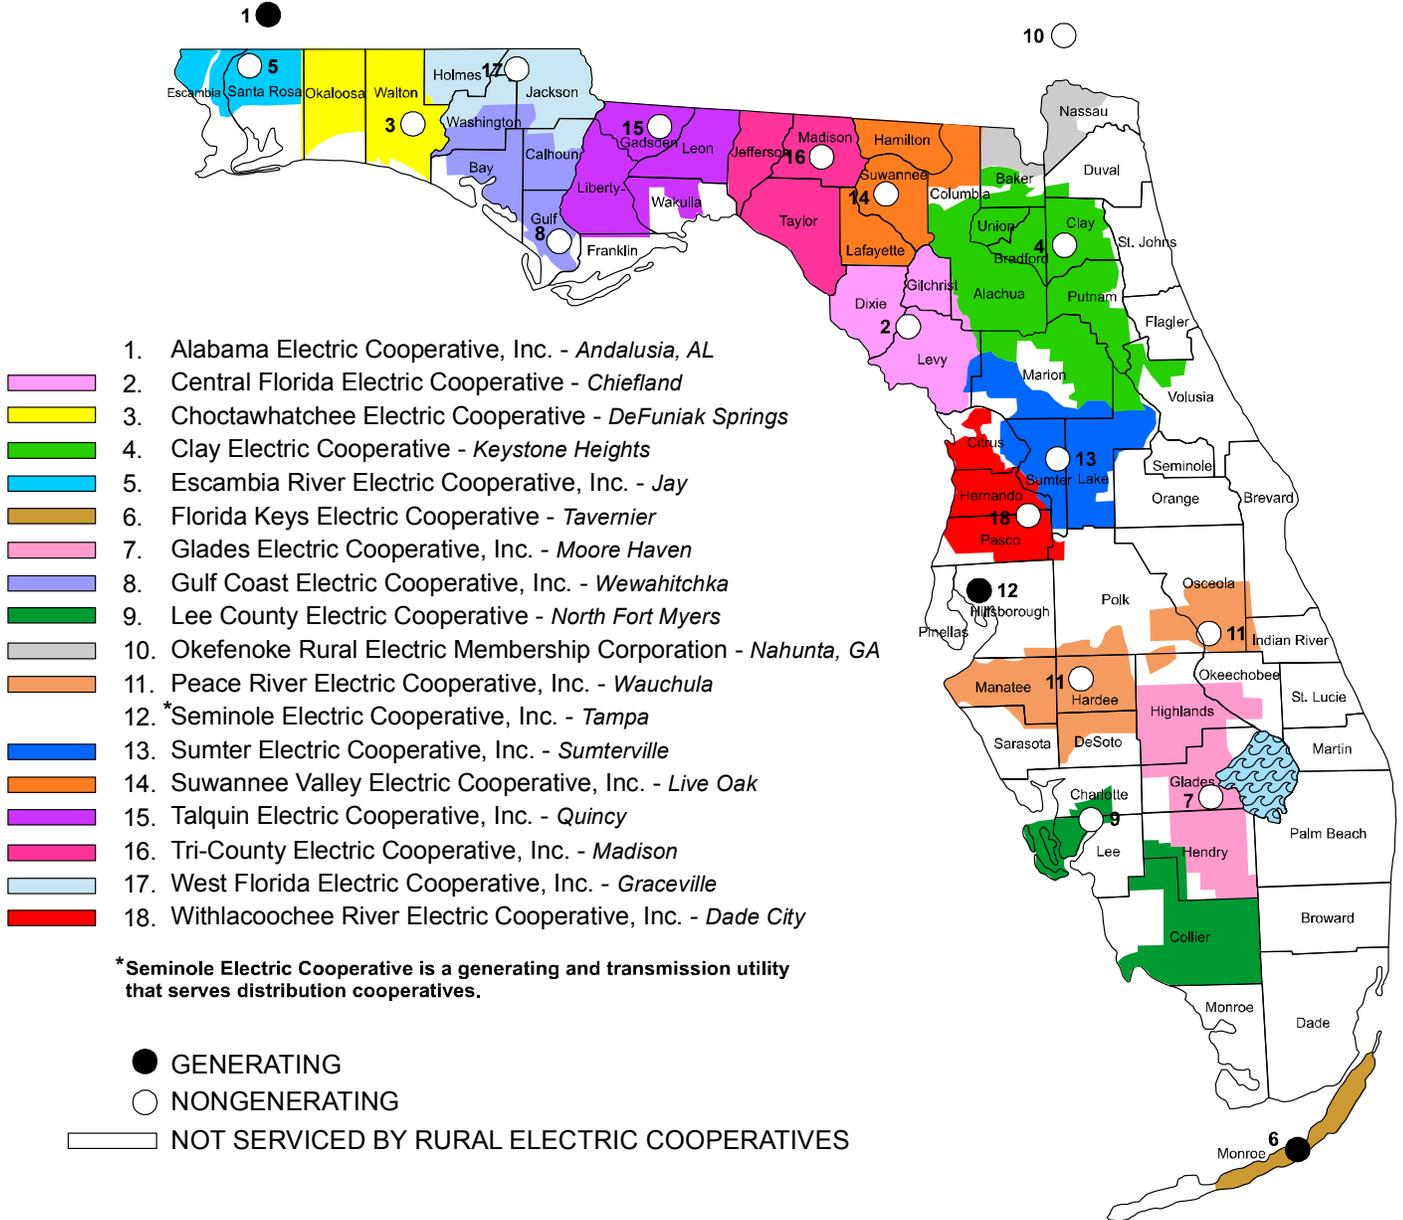 1
10
5
17
Holmes
Jackson
Escambia
Santa Rosa
Okaloosa
Walton
3
Washington
15
Gadsden
Leon
Jefferson
Madison
16
Hamilton
Nassau
Bay
Calhoun
Liberty
Wakulla
Suwannee
14
Columbia
Baker
Duval
Gulf
8
Franklin
Taylor
Lafayette
Union
Clay
4
Bradford
St. Johns
Dixie
Gilchrist
Alachua
Putnam
2
Flagler
Levy
Marion
Volusia
1. Alabama Electric Cooperative, Inc. - Andalusia, AL
2. Central Florida Electric Cooperative - Chiefland
3. Choctawhatchee Electric Cooperative - DeFuniak Springs
4. Clay Electric Cooperative - Keystone Heights
5. Escambia River Electric Cooperative, Inc. - Jay
6. Florida Keys Electric Cooperative - Tavernier
7. Glades Electric Cooperative, Inc. - Moore Haven
8. Gulf Coast Electric Cooperative, Inc. - Wewahitchka
9. Lee County Electric Cooperative - North Fort Myers
10. Okefenoke Rural Electric Membership Corporation - Nahunta, GA
11. Peace River Electric Cooperative, Inc. - Wauchula
12. *Seminole Electric Cooperative, Inc. - Tampa
13. Sumter Electric Cooperative, Inc. - Sumterville
14. Suwannee Valley Electric Cooperative, Inc. - Live Oak
15. Talquin Electric Cooperative, Inc. - Quincy
16. Tri-County Electric Cooperative, Inc. - Madison
17. West Florida Electric Cooperative, Inc. - Graceville
18. Withlacoochee River Electric Cooperative, Inc. - Dade City
*Seminole Electric Cooperative is a generating and transmission utility
that serves distribution cooperatives.
GENERATING
NONGENERATING
NOT SERVICED BY RURAL ELECTRIC COOPERATIVES
Citrus
13
Sumter
Lake
Seminole
Hernando
Orange
Brevard
18
Pasco
12
Hillsborough
Pinellas
Polk
Osceola
11
Indian River
Manatee
11
Hardee
Okeechobee
St. Lucie
Highlands
Sarasota
DeSoto
Martin
Charlotte
Glades
7
9
Lee
Hendry
Palm Beach
Collier
Broward
Monroe
Dade
6
Monroe